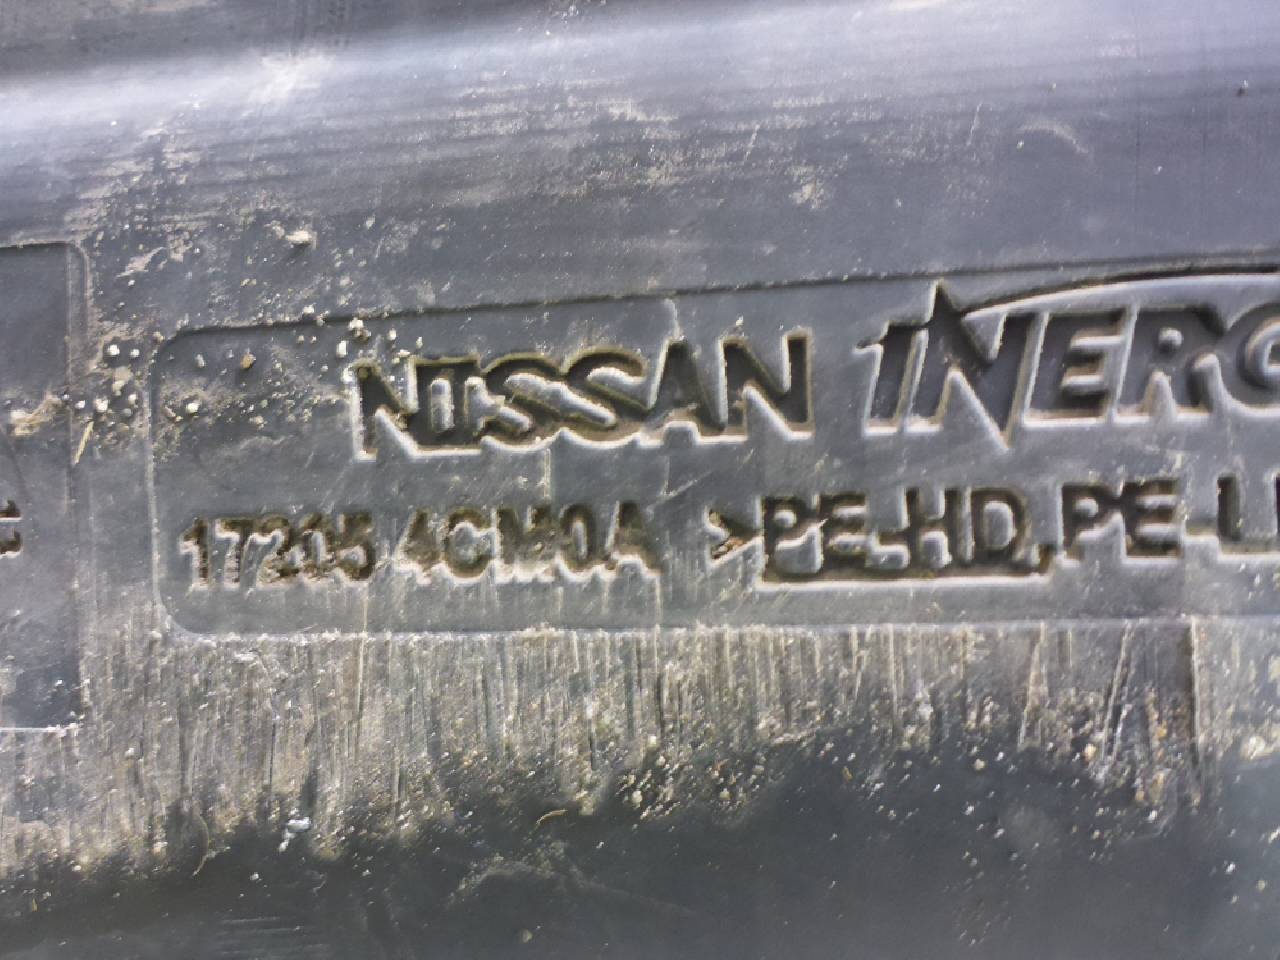 NISSAN INERG
17205 4CM0A >PE-HD,PE-L